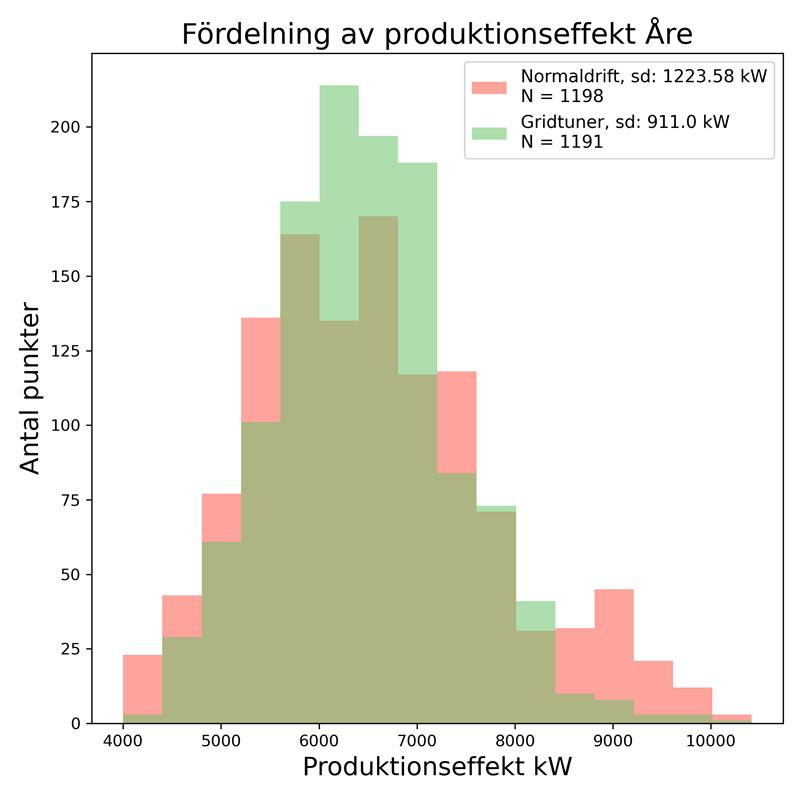 Fördelning av produktionseffekt Åre
Normaldrift, sd: 1223.58 kW
N = 1198
Gridtuner, sd: 911.0 kW
N = 1191
Antal punkter
200
175
150
125
100
75
50
25
0
4000 5000 6000 7000 8000 9000 10000
Produktionseffekt kW